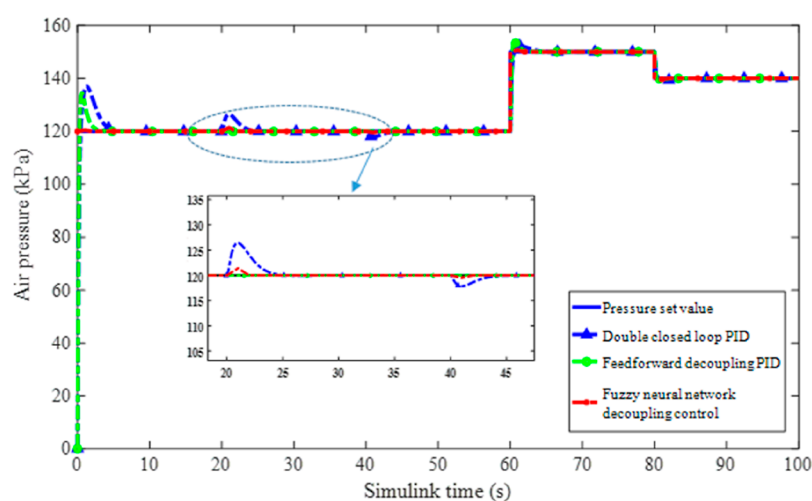 160
140
120
100
80
60
40
20
0
Air pressure (kPa)
0 10 20 30 40 50 60 70 80 90 100
Simulink time (s)
135
130
125
120
115
110
105
20 25 30 35 40 45
Pressure set value
Double closed loop PID
Feedforward decoupling PID
Fuzzy neural network
decoupling control